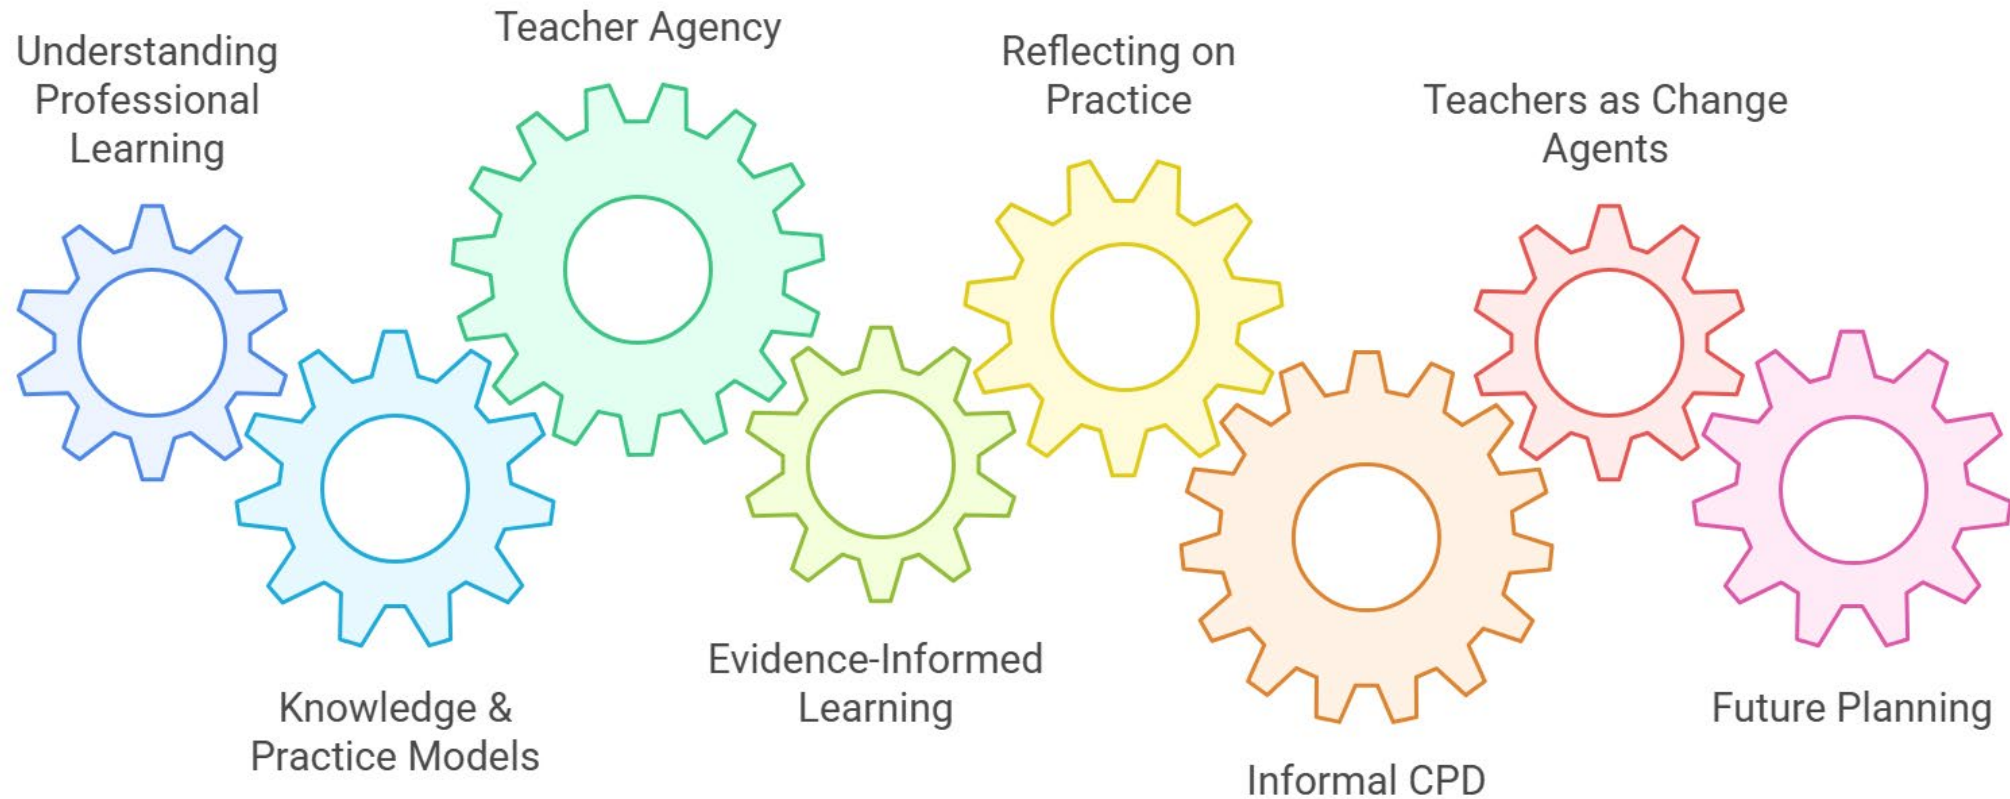 Understanding
Professional
Learning
Knowledge &
Practice Models
Teacher Agency
Evidence-Informed
Learning
Reflecting on
Practice
Informal CPD
Teachers as Change
Agents
Future Planning